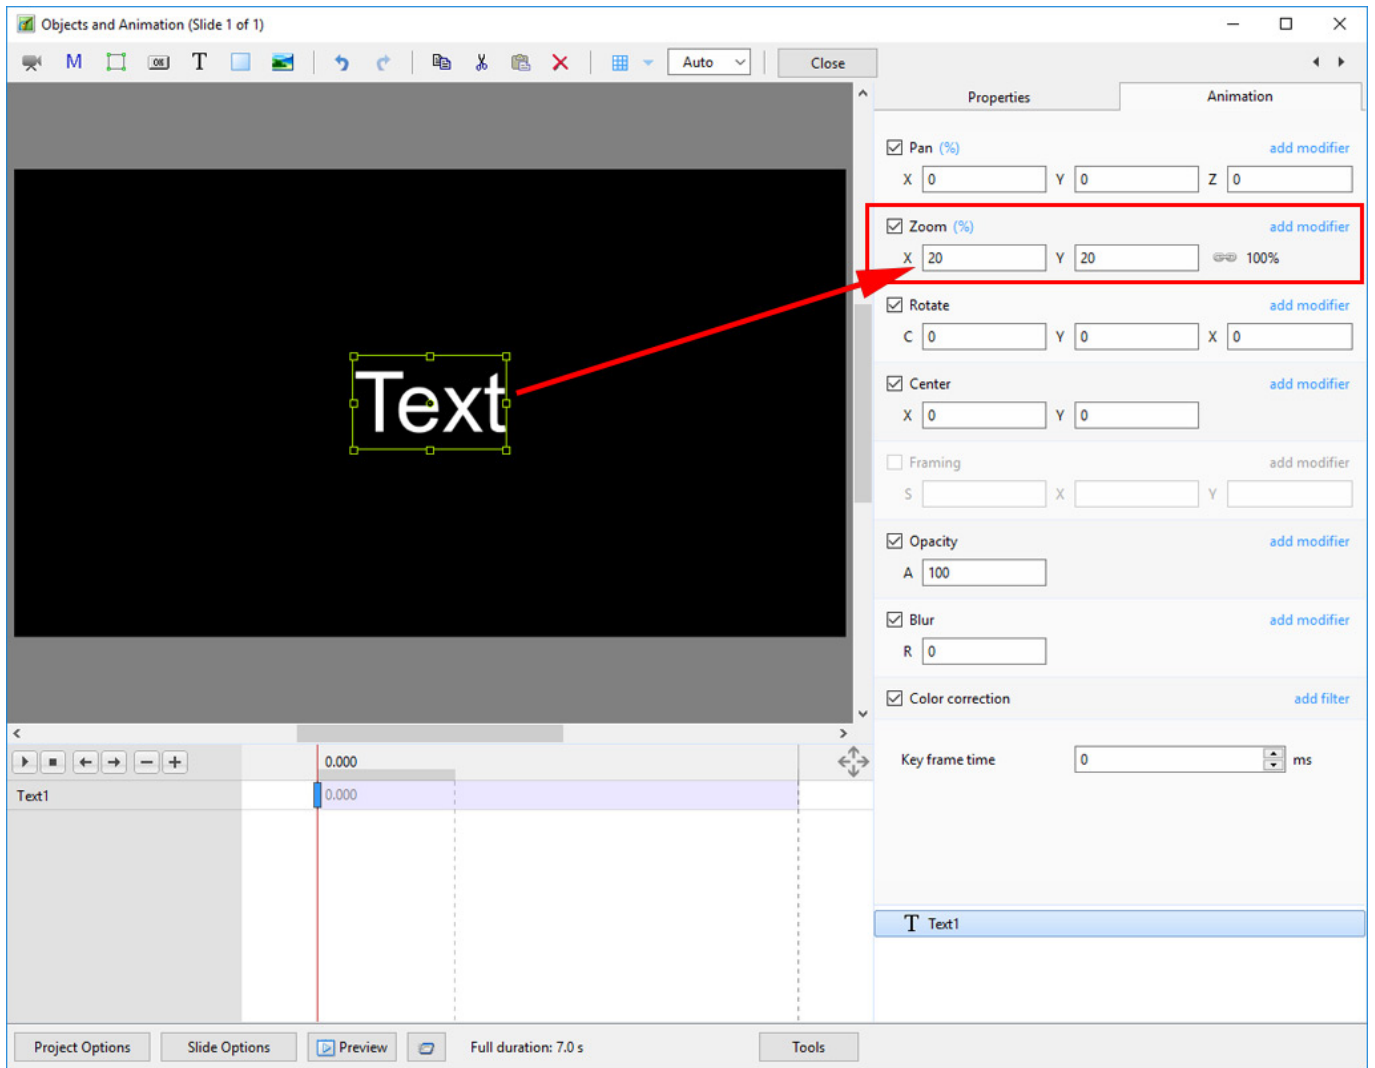 Objects and Animation (Slide 1 of 1)
M OK T Auto Close
Properties Animation
Pan (%) add modifier
X 0 Y 0 Z 0
Zoom (%) add modifier
X 20 Y 20 100%
Rotate add modifier
C 0 Y 0 X 0
Center add modifier
X 0 Y 0
Framing add modifier
S X Y
Opacity add modifier
A 100
Blur add modifier
R 0
Color correction add filter
Key frame time 0 ms
Text
0.000
Text1 0.000
T Text1
Project Options Slide Options Preview Full duration: 7.0 s Tools